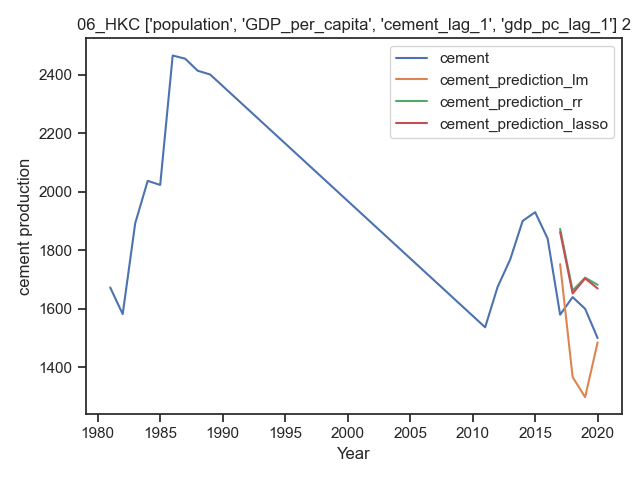 06_HKC ['population', 'GDP_per_capita', 'cement_lag_1', 'gdp_pc_lag_1'] 2
cement
cement_prediction_lm
cement_prediction_rr
cement_prediction_lasso
cement production
2400
2200
2000
1800
1600
1400
1980 1985 1990 1995 2000 2005 2010 2015 2020
Year